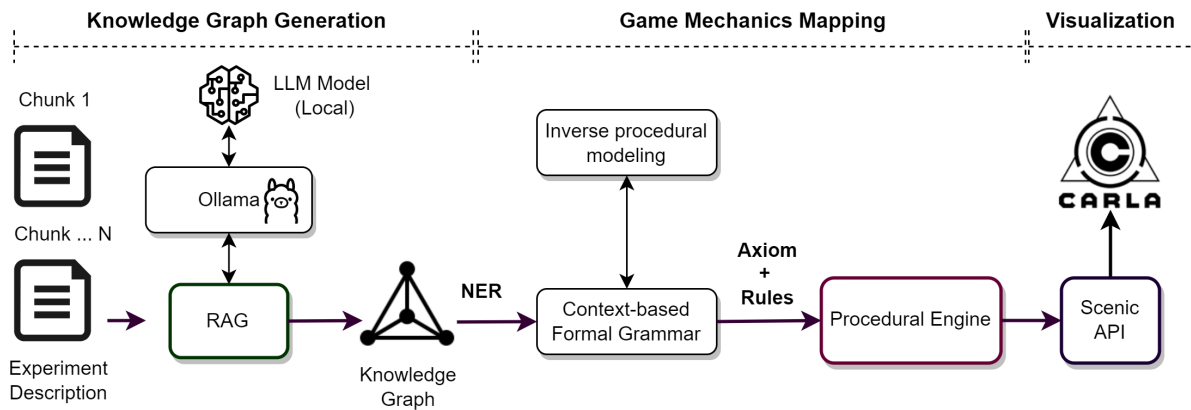 Knowledge Graph Generation
Game Mechanics Mapping
Visualization
Chunk 1
LLM Model
(Local)
Ollama
Chunk ... N
RAG
Experiment
Description
Knowledge
Graph
NER
Inverse procedural
modeling
Context-based
Formal Grammar
Axiom
+
Rules
Procedural Engine
Scenic
API
C
CARLA